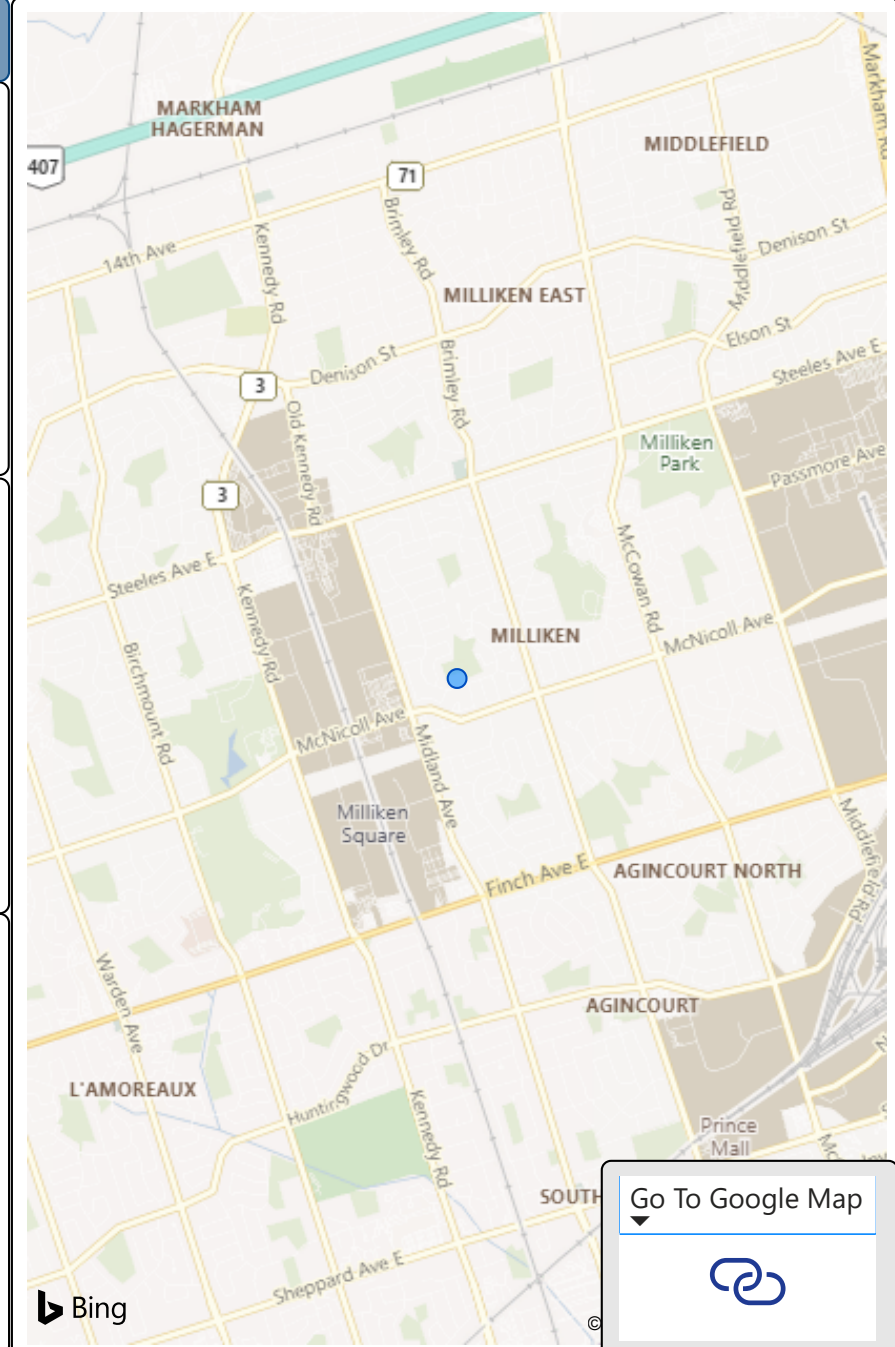 MARKHAM
HAGERMAN
Markham Rd
407
MIDDLEFIELD
71
14th Ave
Kennedy Rd
Brimley Rd
Middlefield Rd
Denison St
MILLIKEN EAST
Elson St
Denison St
Brimley Rd
Steeles Ave E
3
Old Kennedy Rd
Milliken
Park
Passmore Ave
3
Steeles Ave E
McCowan Rd
Kennedy Rd
MILLIKEN
McNicoll Ave
Birchmount Rd
McNicoll Ave
Midland Ave
Milliken
Square
Middlefield Rd
Finch Ave E
AGINCOURT NORTH
Warden Ave
AGINCOURT
L'AMOREAUX
Huntingwood Dr
Kennedy Rd
Prince
Mall
SOUTH
Go To Google Map
Sheppard Ave E
Bing
©